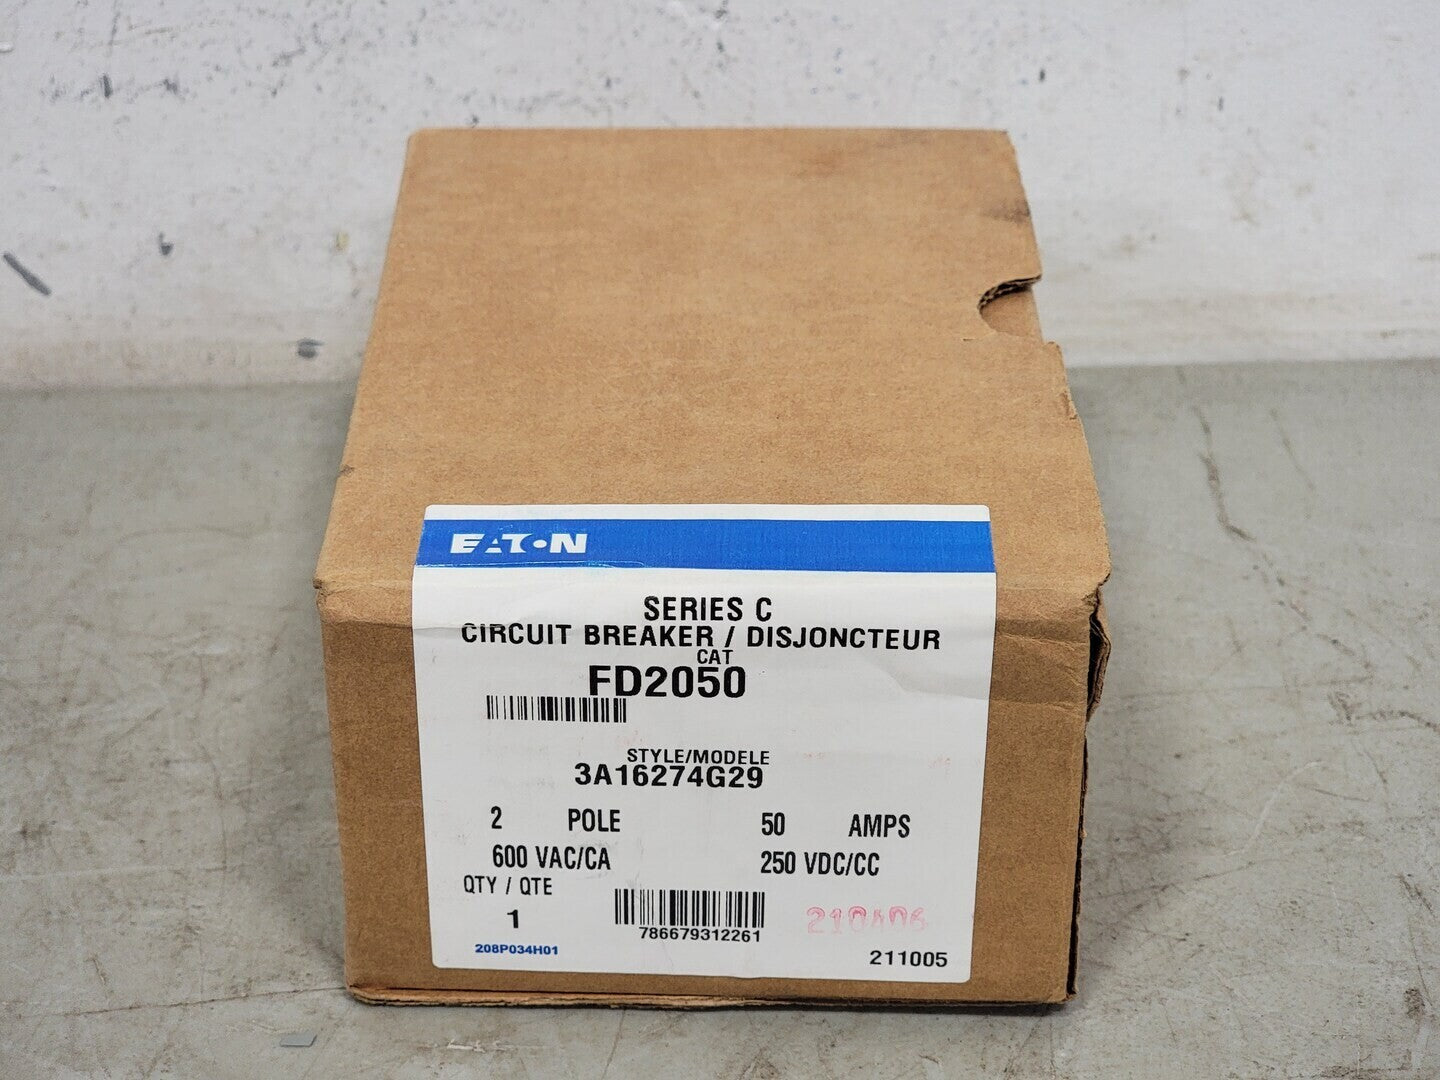 EATON
SERIES C
CIRCUIT BREAKER / DISJONCTEUR
CAT
FD2050
STYLE/MODELE
3A16274G29
2 POLE 50 AMPS
600 VAC/CA 250 VDC/CC
QTY / QTE
1
786679312261
208P034H01
211005